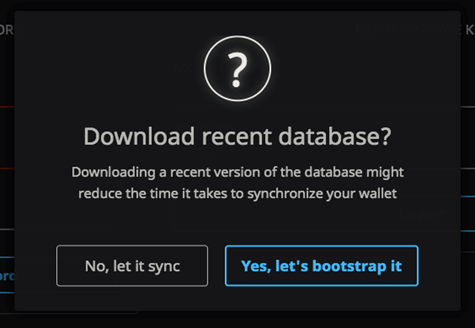 ?
Download recent database?
Downloading a recent version of the database might
reduce the time it takes to synchronize your wallet
No, let it sync
Yes, let's bootstrap it